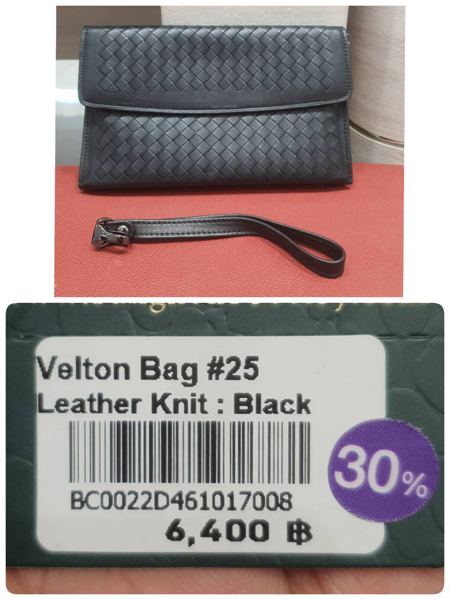 Velton Bag #25
Leather Knit : Black
BC0022D461017008
6,400 ฿
30%